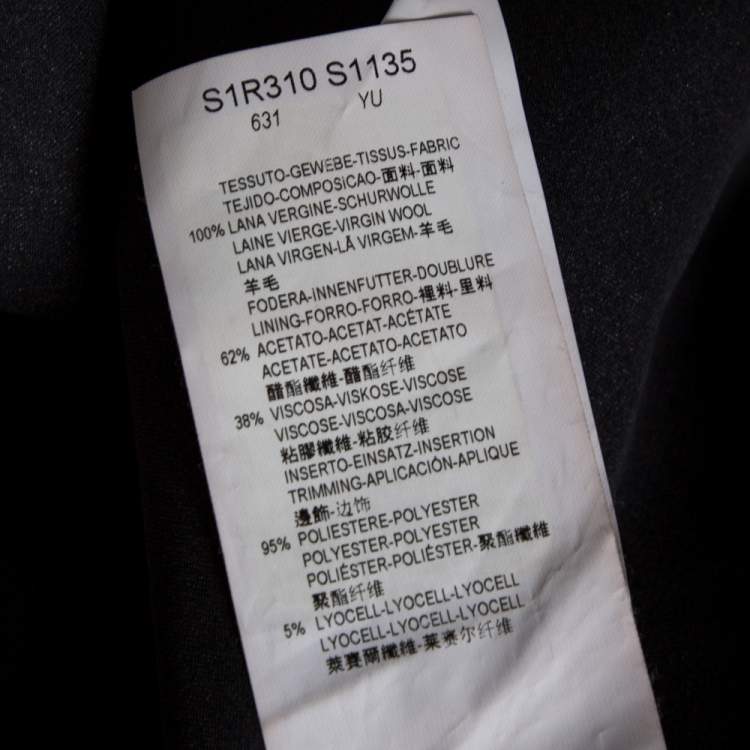 S1R310 S1135
631 YU
TESSUTO-GEWEBE-TISSUS-FABRIC
TEJIDO-COMPOSICAO-面料-面料
100% LANA VERGINE-SCHURWOLLE
LAINE VIERGE-VIRGIN WOOL
LANA VIRGEN-LÃ VIRGEM-羊毛
羊毛
FODERA-INNENFUTTER-DOUBLURE
LINING-FORRO-FORRO-裡料-里料
62% ACETATO-ACETAT-ACÉTATE
ACETATE-ACETATO-ACETATO
醋酯纖維-醋酯纤维
38% VISCOSA-VISKOSE-VISCOSE
VISCOSE-VISCOSA-VISCOSE
粘膠纖維-粘胶纤维
INSERTO-EINSATZ-INSERTION
TRIMMING-APLICACIÓN-APLIQUE
邊飾-边饰
95% POLIESTERE-POLYESTER
POLYESTER-POLYESTER
POLIÉSTER-POLIÉSTER-聚酯纖維
聚酯纤维
5% LYOCELL-LYOCELL-LYOCELL
LYOCELL-LYOCELL-LYOCELL
萊賽爾纖維-莱赛尔纤维